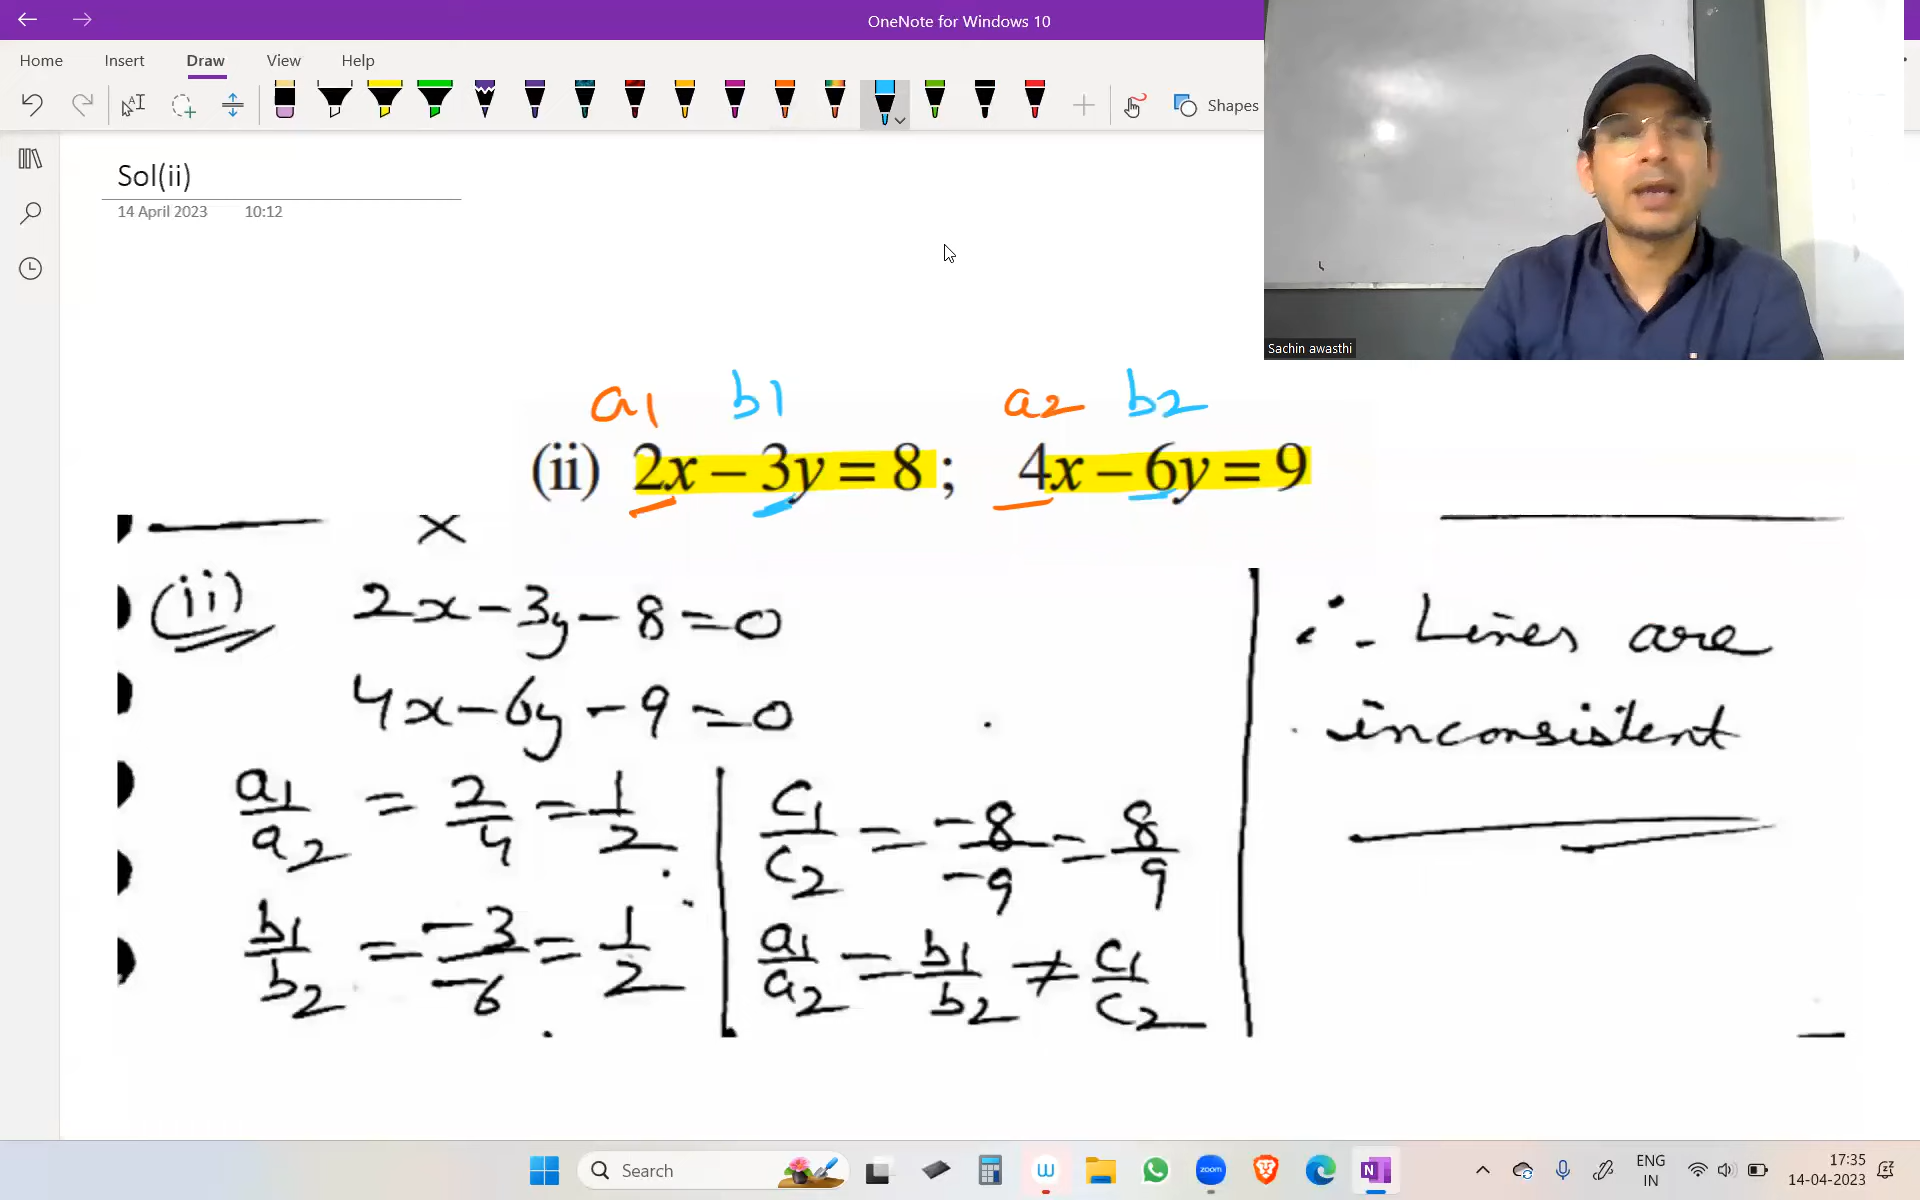 OneNote for Windows 10
Home Insert Draw View Help
Shapes
Sol(ii)
14 April 2023 10:12
Sachin awasthi
a1 b1 a2 b2
(ii) 2x – 3y = 8 ; 4x – 6y = 9
x
(ii) 2x - 3y - 8 = 0
4x - 6y - 9 = 0
a1/a2 = 2/4 = 1/2
b1/b2 = -3/-6 = 1/2
c1/c2 = -8/-9 = 8/9
a1/a2 = b1/b2 ≠ c1/c2
∴ Lines are
inconsistent
Search
zoom
ENG
IN
17:35
14-04-2023